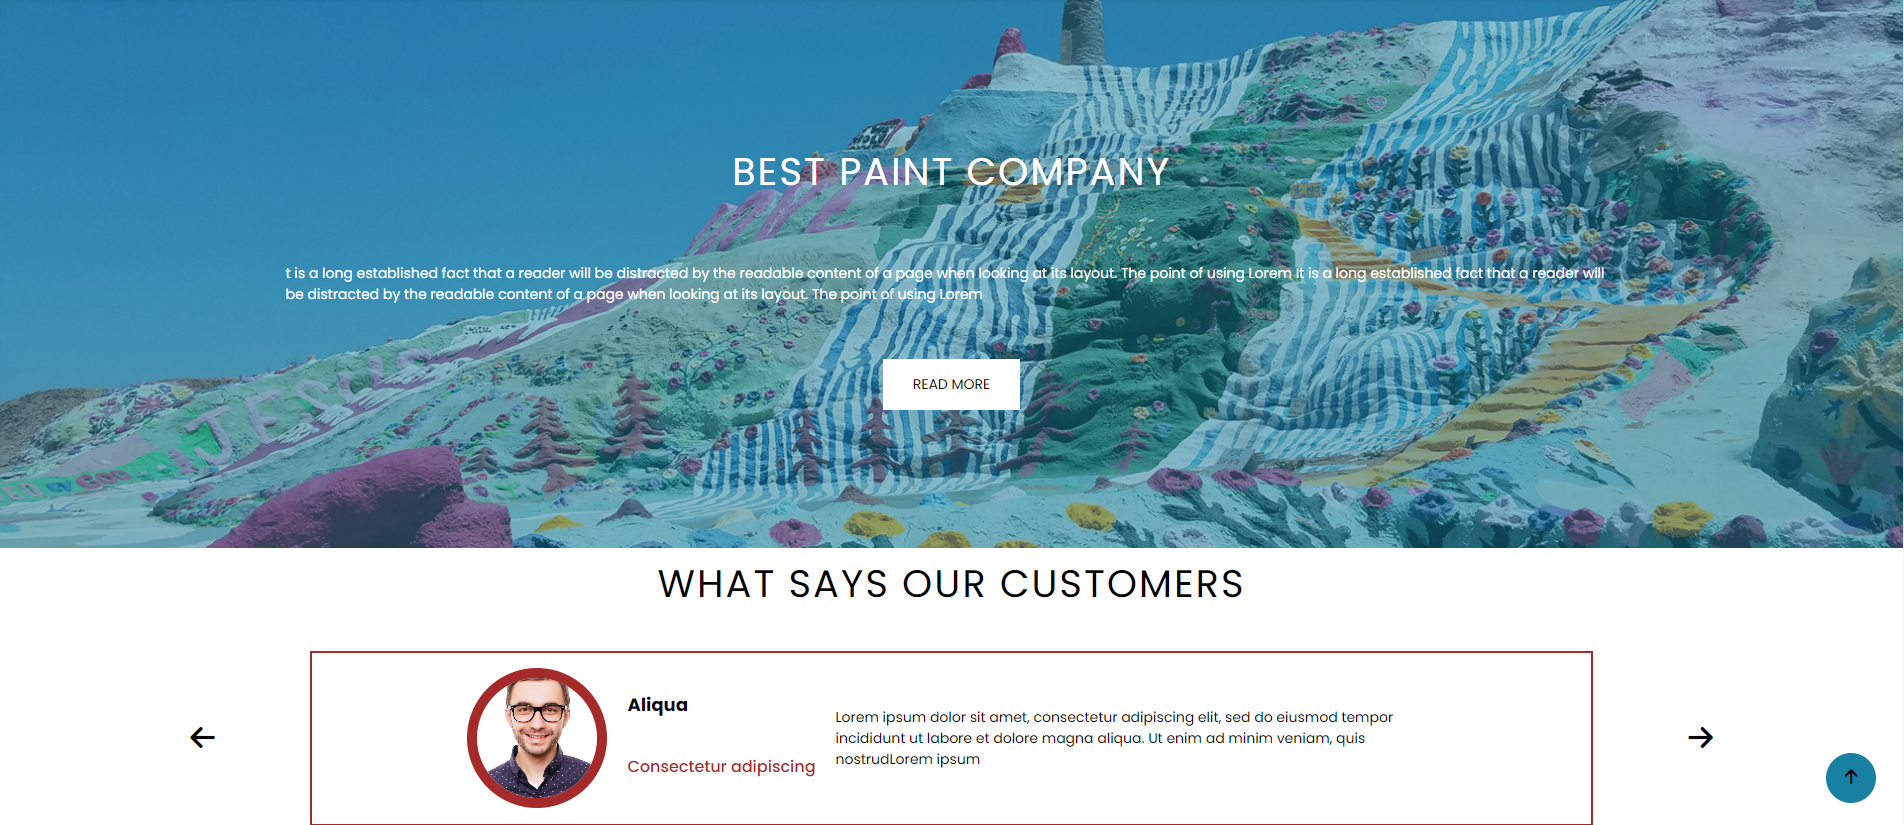 BEST PAINT COMPANY
t is a long established fact that a reader will be distracted by the readable content of a page when looking at its layout. The point of using Lorem It is a long established fact that a reader will
be distracted by the readable content of a page when looking at its layout. The point of using Lorem
READ MORE
JESUS
WHAT SAYS OUR CUSTOMERS
Aliqua
Consectetur adipiscing
Lorem ipsum dolor sit amet, consectetur adipiscing elit, sed do eiusmod tempor
incididunt ut labore et dolore magna aliqua. Ut enim ad minim veniam, quis
nostrudLorem ipsum